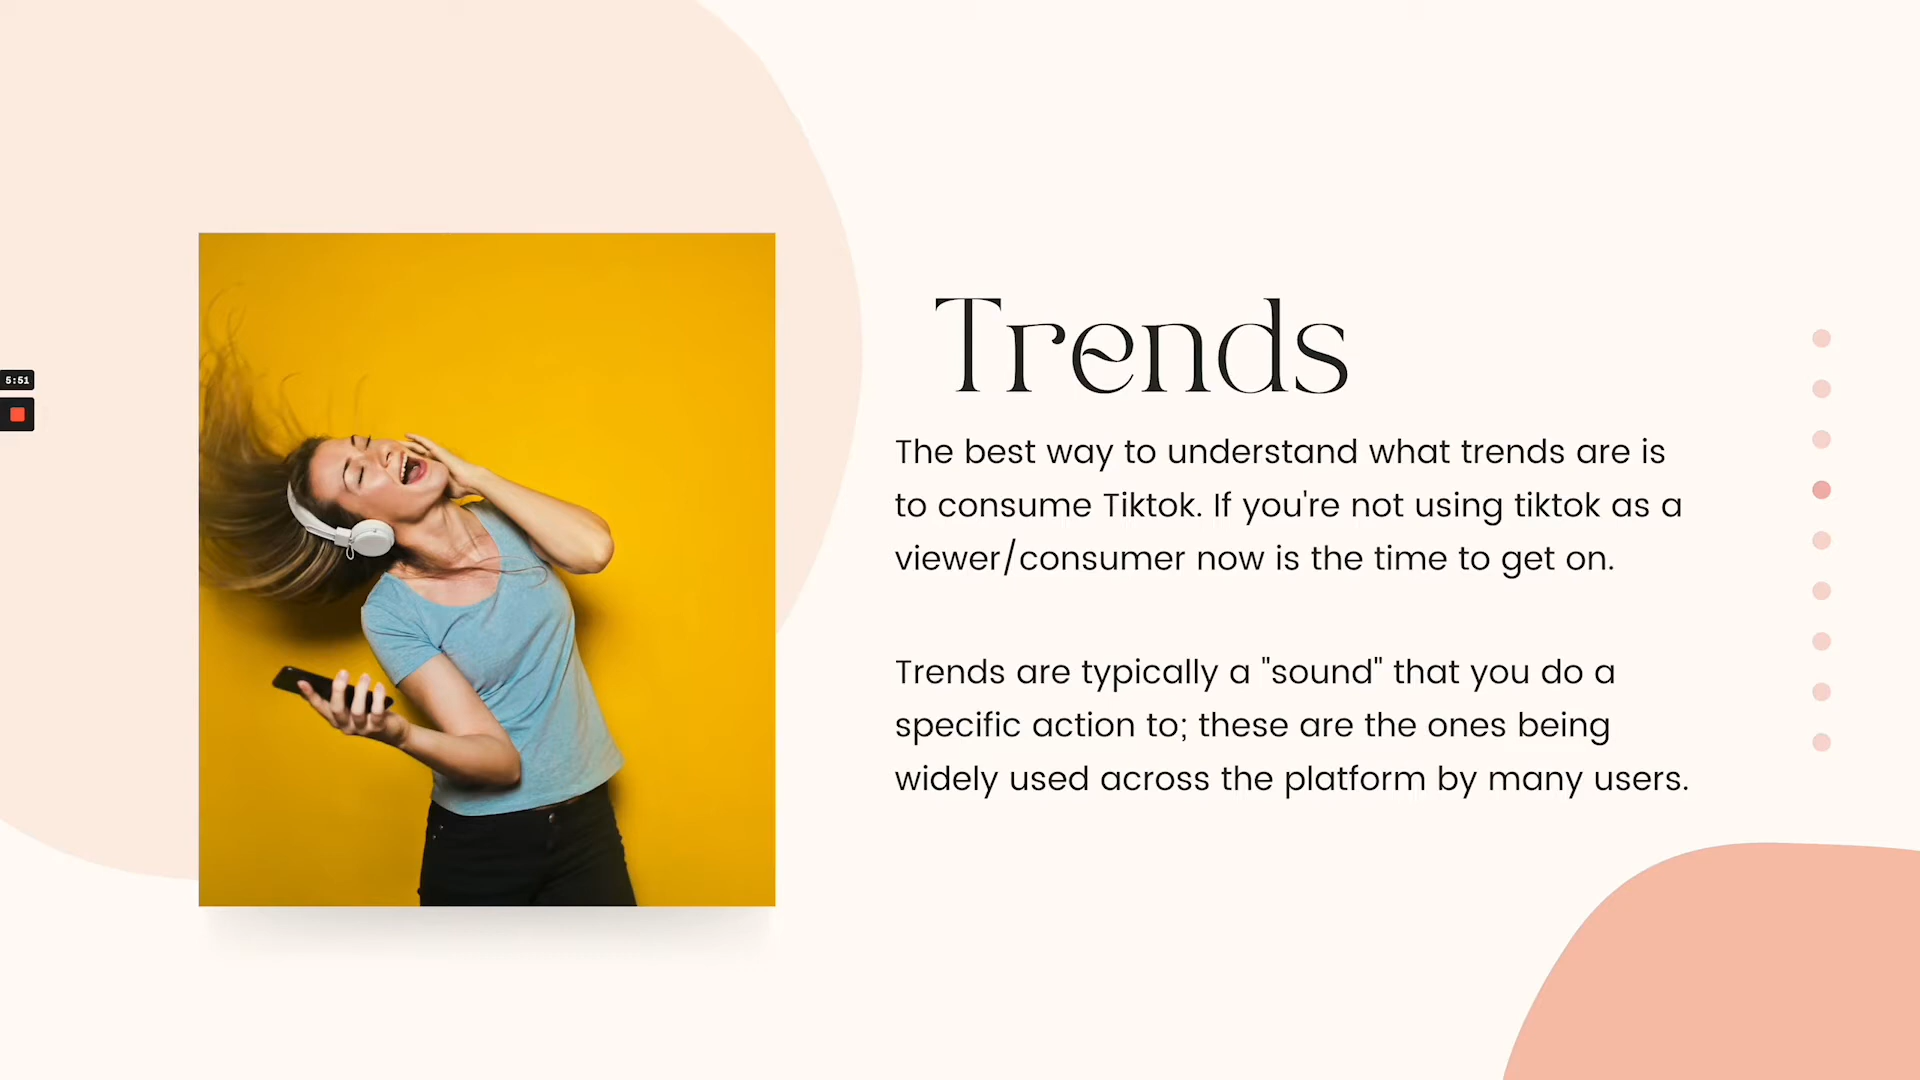 5:51
Trends
The best way to understand what trends are is
to consume Tiktok. If you're not using tiktok as a
viewer/consumer now is the time to get on.
Trends are typically a "sound" that you do a
specific action to; these are the ones being
widely used across the platform by many users.